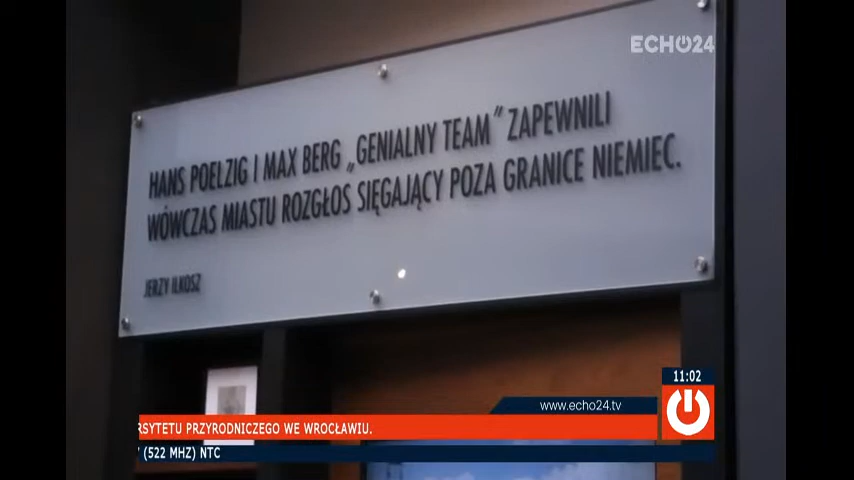 ECHO24
HANS POELZIG I MAX BERG „GENIALNY TEAM” ZAPEWNILI
WÓWCZAS MIASTU ROZGŁOS SIĘGAJĄCY POZA GRANICE NIEMIEC.
JERZY ILKOSZ
11:02
www.echo24.tv
RSYTETU PRZYRODNICZEGO WE WROCŁAWIU.
(522 MHZ) NTC